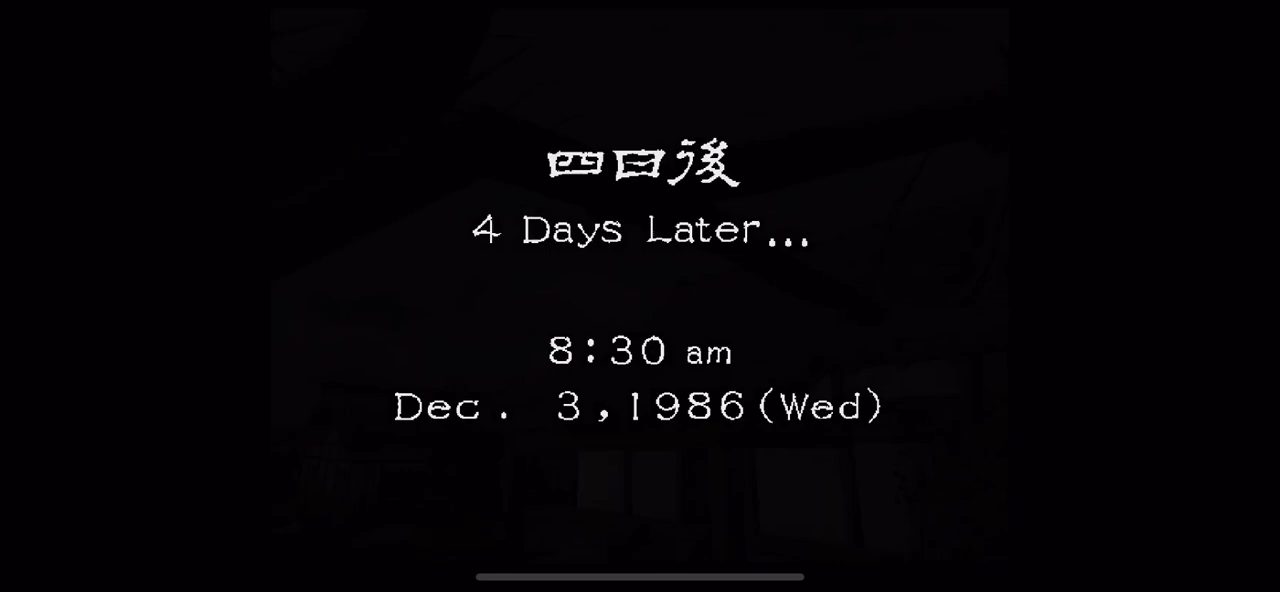 四日後
4 Days Later...
8:30 am
Dec. 3,1986(Wed)